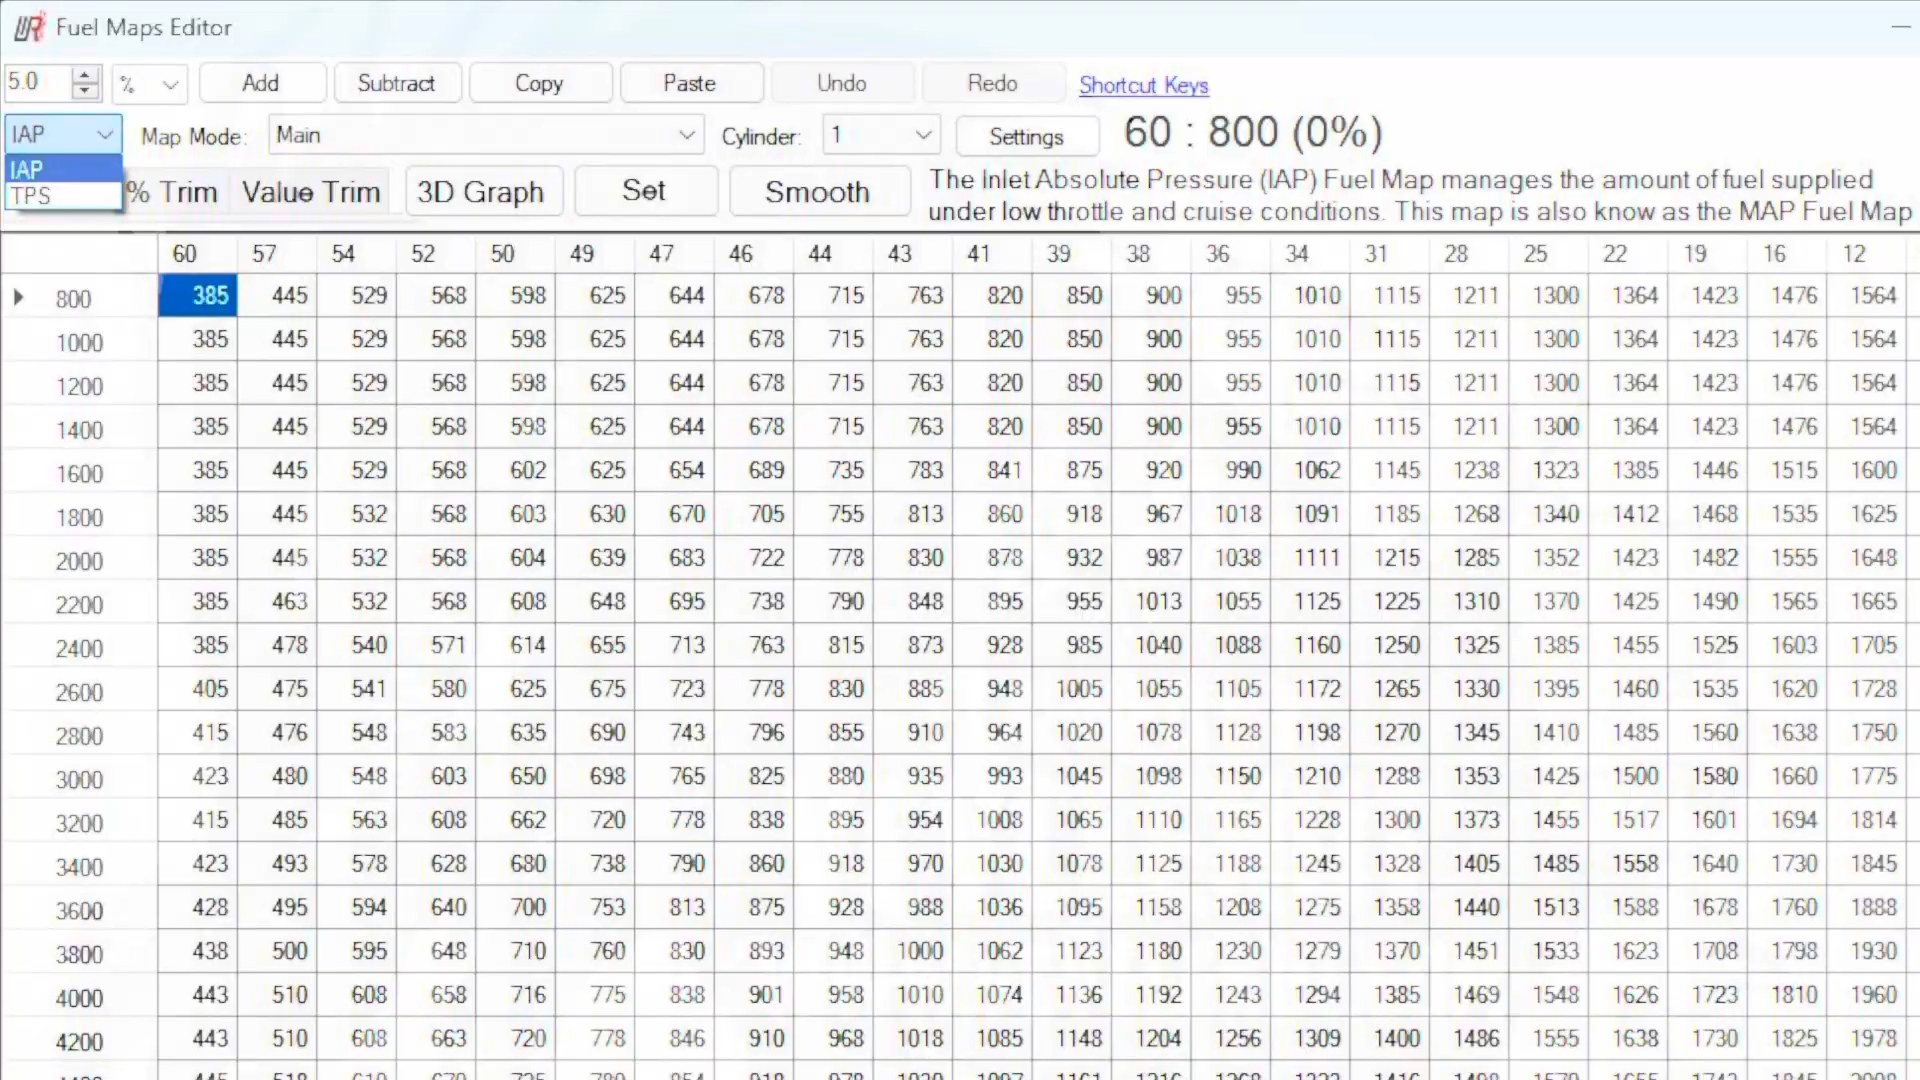 Fuel Maps Editor
5.0 % Add Subtract Copy Paste Undo Redo Shortcut Keys
IAP Map Mode: Main Cylinder: 1 Settings 60 : 800 (0%)
IAP
TPS
% Trim Value Trim 3D Graph Set Smooth
The Inlet Absolute Pressure (IAP) Fuel Map manages the amount of fuel supplied
under low throttle and cruise conditions. This map is also know as the MAP Fuel Map
60 57 54 52 50 49 47 46 44 43 41 39 38 36 34 31 28 25 22 19 16 12
800 385 445 529 568 598 625 644 678 715 763 820 850 900 955 1010 1115 1211 1300 1364 1423 1476 1564
1000 385 445 529 568 598 625 644 678 715 763 820 850 900 955 1010 1115 1211 1300 1364 1423 1476 1564
1200 385 445 529 568 598 625 644 678 715 763 820 850 900 955 1010 1115 1211 1300 1364 1423 1476 1564
1400 385 445 529 568 598 625 644 678 715 763 820 850 900 955 1010 1115 1211 1300 1364 1423 1476 1564
1600 385 445 529 568 602 625 654 689 735 783 841 875 920 990 1062 1145 1238 1323 1385 1446 1515 1600
1800 385 445 532 568 603 630 670 705 755 813 860 918 967 1018 1091 1185 1268 1340 1412 1468 1535 1625
2000 385 445 532 568 604 639 683 722 778 830 878 932 987 1038 1111 1215 1285 1352 1423 1482 1555 1648
2200 385 463 532 568 608 648 695 738 790 848 895 955 1013 1055 1125 1225 1310 1370 1425 1490 1565 1665
2400 385 478 540 571 614 655 713 763 815 873 928 985 1040 1088 1160 1250 1325 1385 1455 1525 1603 1705
2600 405 475 541 580 625 675 723 778 830 885 948 1005 1055 1105 1172 1265 1330 1395 1460 1535 1620 1728
2800 415 476 548 583 635 690 743 796 855 910 964 1020 1078 1128 1198 1270 1345 1410 1485 1560 1638 1750
3000 423 480 548 603 650 698 765 825 880 935 993 1045 1098 1150 1210 1288 1353 1425 1500 1580 1660 1775
3200 415 485 563 608 662 720 778 838 895 954 1008 1065 1110 1165 1228 1300 1373 1455 1517 1601 1694 1814
3400 423 493 578 628 680 738 790 860 918 970 1030 1078 1125 1188 1245 1328 1405 1485 1558 1640 1730 1845
3600 428 495 594 640 700 753 813 875 928 988 1036 1095 1158 1208 1275 1358 1440 1513 1588 1678 1760 1888
3800 438 500 595 648 710 760 830 893 948 1000 1062 1123 1180 1230 1279 1370 1451 1533 1623 1708 1798 1930
4000 443 510 608 658 716 775 838 901 958 1010 1074 1136 1192 1243 1294 1385 1469 1548 1626 1723 1810 1960
4200 443 510 608 663 720 778 846 910 968 1018 1085 1148 1204 1256 1309 1400 1486 1555 1638 1730 1825 1978